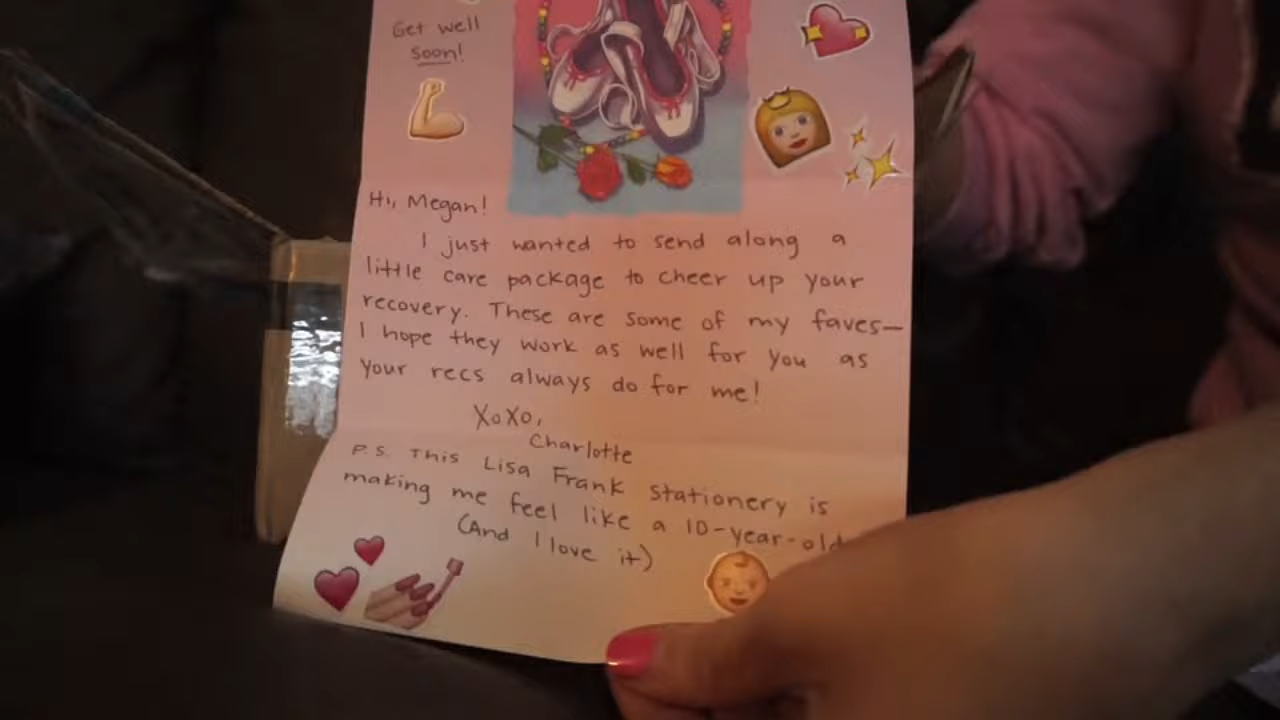 Get well
soon!
Hi, Megan!
I just wanted to send along a
little care package to cheer up your
recovery. These are some of my faves—
I hope they work as well for you as
your recs always do for me!
XoXo,
Charlotte
P.S. This Lisa Frank stationery is
making me feel like a 10-year-old
(And I love it)